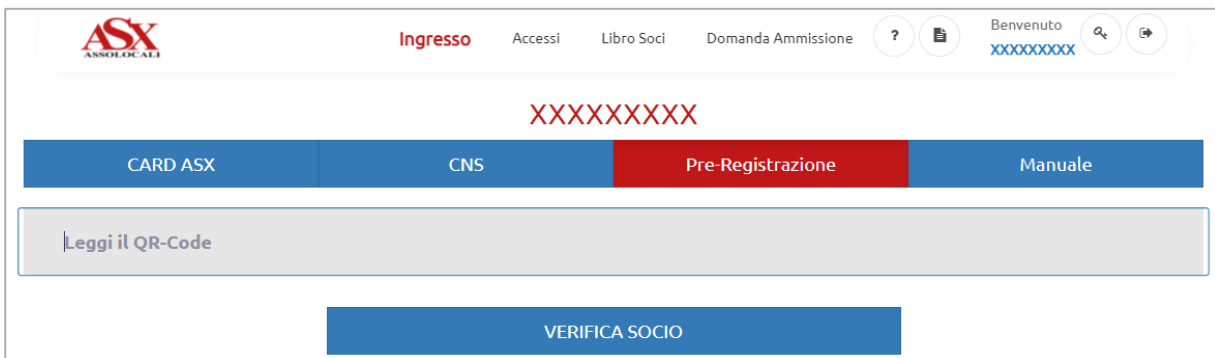 ASX
ASSOLOCALI
Ingresso Accessi Libro Soci Domanda Ammissione ? Benvenuto
XXXXXXXXX
XXXXXXXXX
CARD ASX CNS Pre-Registrazione Manuale
Leggi il QR-Code
VERIFICA SOCIO